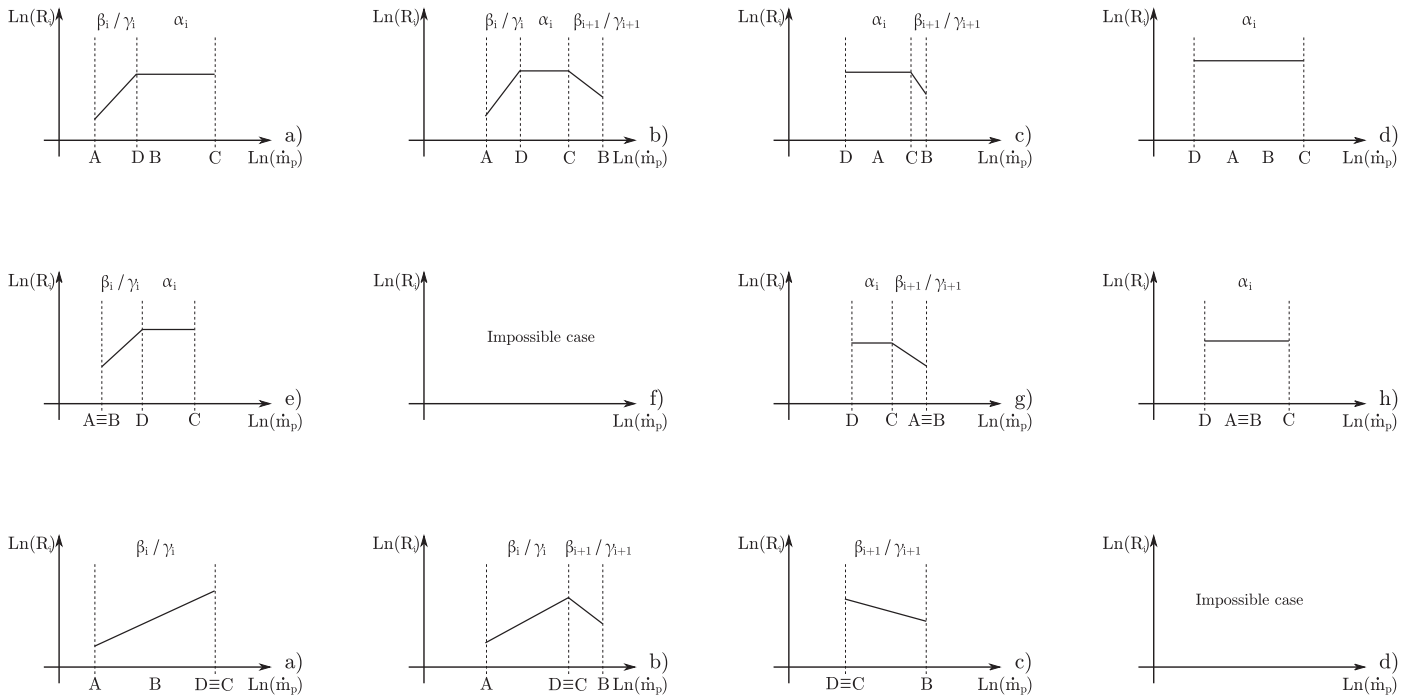 Ln(Rᵢ) βᵢ / γᵢ αᵢ
A D B C Ln(ṁₚ) a)
Ln(Rᵢ) βᵢ / γᵢ αᵢ βᵢ₊₁ / γᵢ₊₁
A D C B Ln(ṁₚ) b)
Ln(Rᵢ) αᵢ βᵢ₊₁ / γᵢ₊₁
D A C B Ln(ṁₚ) c)
Ln(Rᵢ) αᵢ
D A B C Ln(ṁₚ) d)
Ln(Rᵢ) βᵢ / γᵢ αᵢ
A≡B D C Ln(ṁₚ) e)
Ln(Rᵢ)
Impossible case
Ln(ṁₚ) f)
Ln(Rᵢ) αᵢ βᵢ₊₁ / γᵢ₊₁
D C A≡B Ln(ṁₚ) g)
Ln(Rᵢ) αᵢ
D A≡B C Ln(ṁₚ) h)
Ln(Rᵢ) βᵢ / γᵢ
A B D≡C Ln(ṁₚ) a)
Ln(Rᵢ) βᵢ / γᵢ βᵢ₊₁ / γᵢ₊₁
A D≡C B Ln(ṁₚ) b)
Ln(Rᵢ) βᵢ₊₁ / γᵢ₊₁
D≡C B Ln(ṁₚ) c)
Ln(Rᵢ)
Impossible case
Ln(ṁₚ) d)